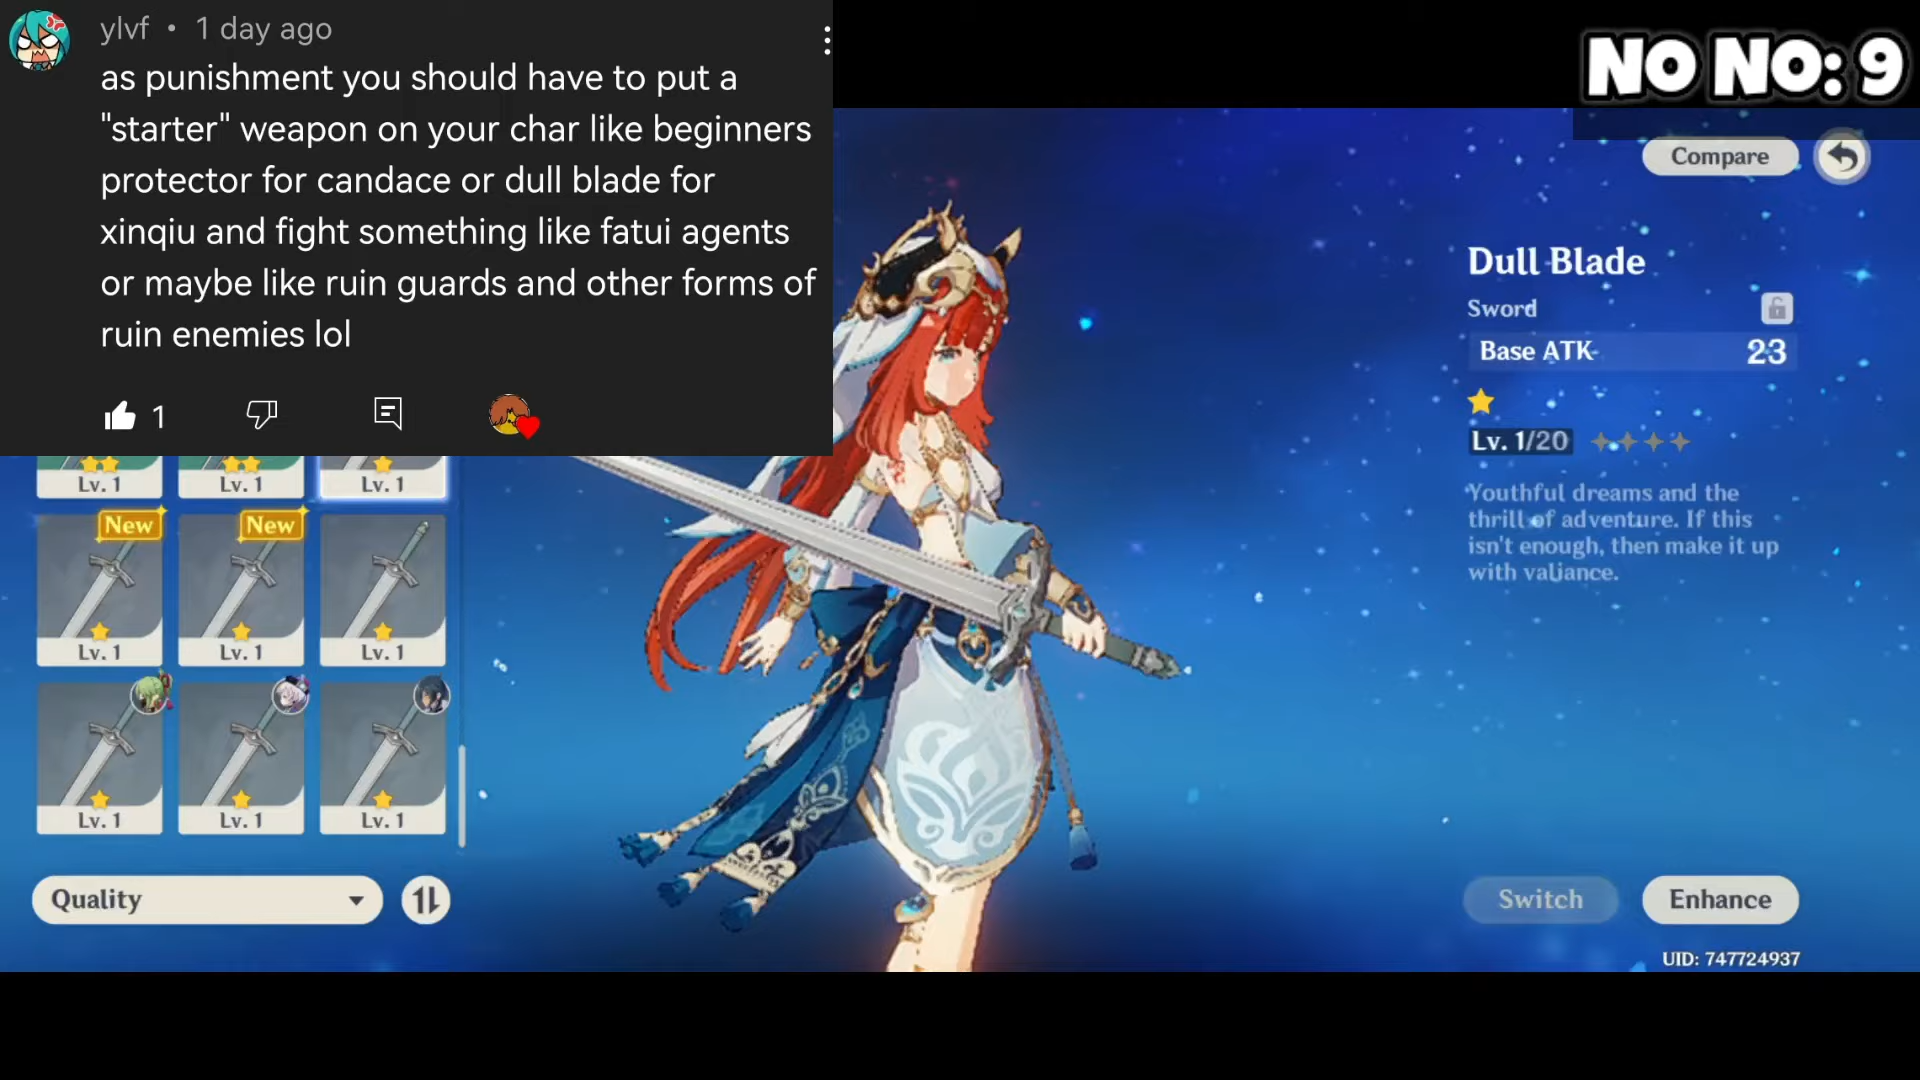 ylvf • 1 day ago
as punishment you should have to put a
"starter" weapon on your char like beginners
protector for candace or dull blade for
xinqiu and fight something like fatui agents
or maybe like ruin guards and other forms of
ruin enemies lol
1
NO NO: 9
Compare
Dull Blade
Sword
Base ATK 23
Lv. 1/20
Youthful dreams and the
thrill of adventure. If this
isn't enough, then make it up
with valiance.
Lv. 1 Lv. 1 Lv. 1
New New
Lv. 1 Lv. 1 Lv. 1
Lv. 1 Lv. 1 Lv. 1
Quality
Switch Enhance
UID: 747724937